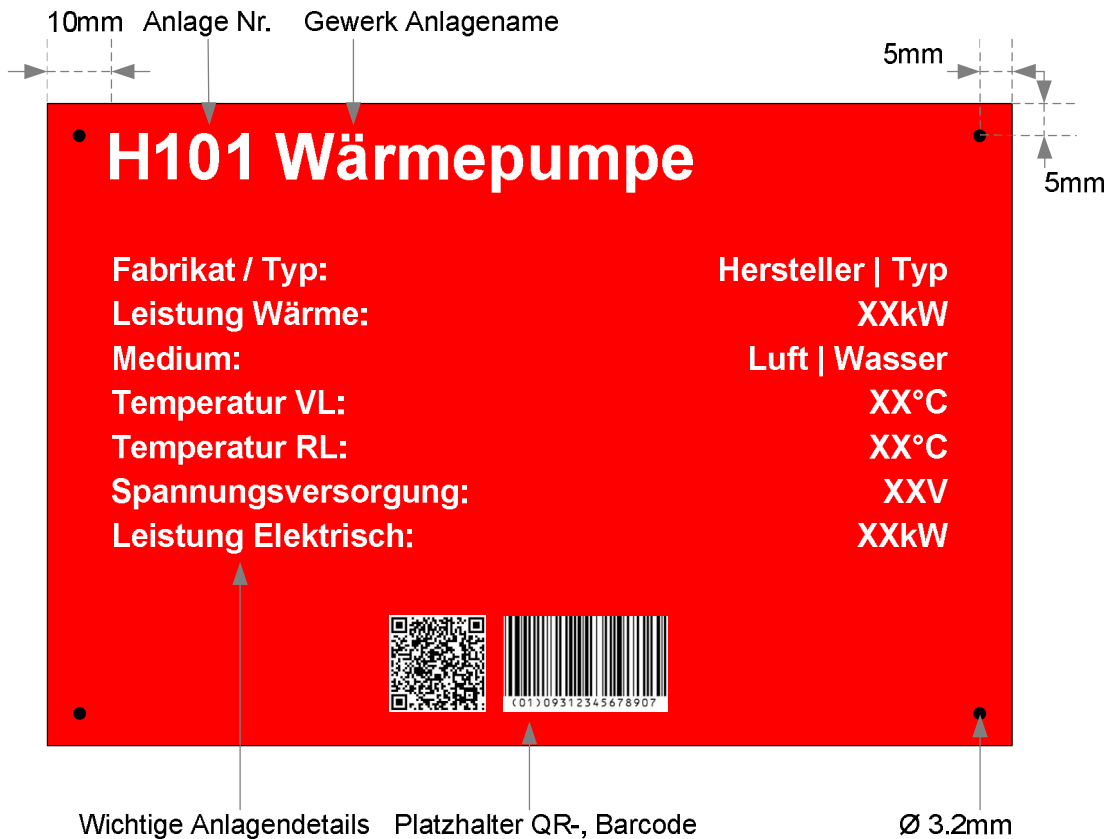 10mm Anlage Nr. Gewerk Anlagename
5mm
5mm
H101 Wärmepumpe
Fabrikat / Typ: Hersteller | Typ
Leistung Wärme: XXkW
Medium: Luft | Wasser
Temperatur VL: XX°C
Temperatur RL: XX°C
Spannungsversorgung: XXV
Leistung Elektrisch: XXkW
(01)09312345678907
Wichtige Anlagendetails Platzhalter QR-, Barcode Ø 3.2mm